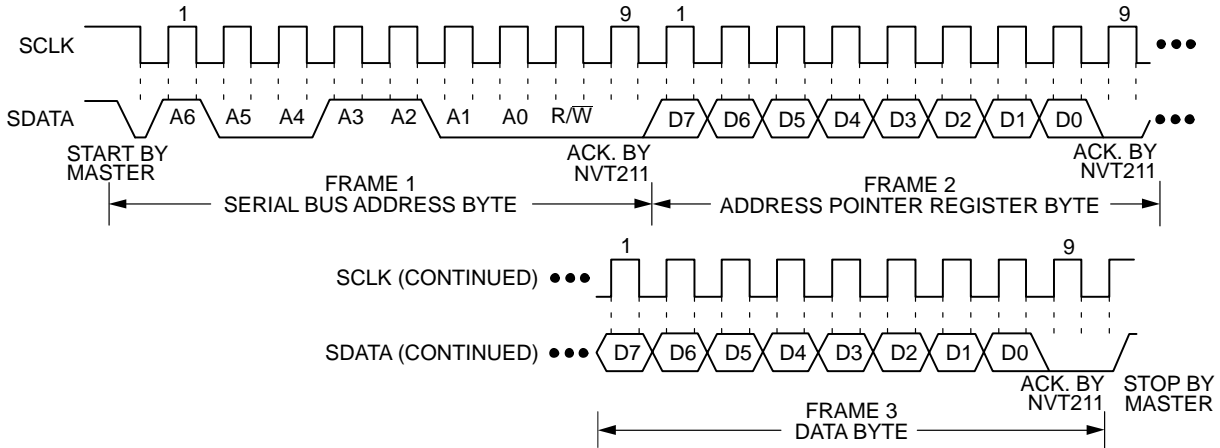 1 9 1 9
SCLK
SDATA A6 A5 A4 A3 A2 A1 A0 R/W̅ D7 D6 D5 D4 D3 D2 D1 D0
START BY
MASTER
ACK. BY
NVT211
ACK. BY
NVT211
FRAME 1
SERIAL BUS ADDRESS BYTE
FRAME 2
ADDRESS POINTER REGISTER BYTE
1 9
SCLK (CONTINUED)
SDATA (CONTINUED) D7 D6 D5 D4 D3 D2 D1 D0
ACK. BY
NVT211
STOP BY
MASTER
FRAME 3
DATA BYTE